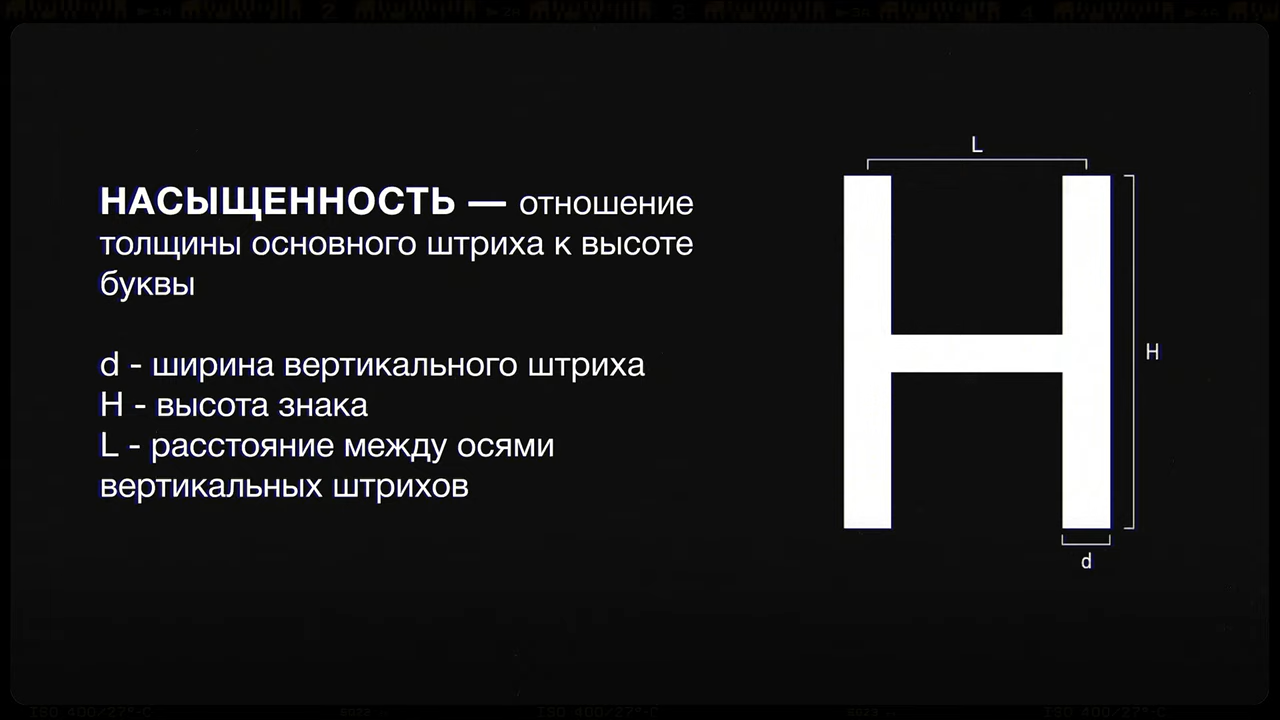 НАСЫЩЕННОСТЬ — отношение
толщины основного штриха к высоте
буквы
d - ширина вертикального штриха
H - высота знака
L - расстояние между осями
вертикальных штрихов
L
H
H
d